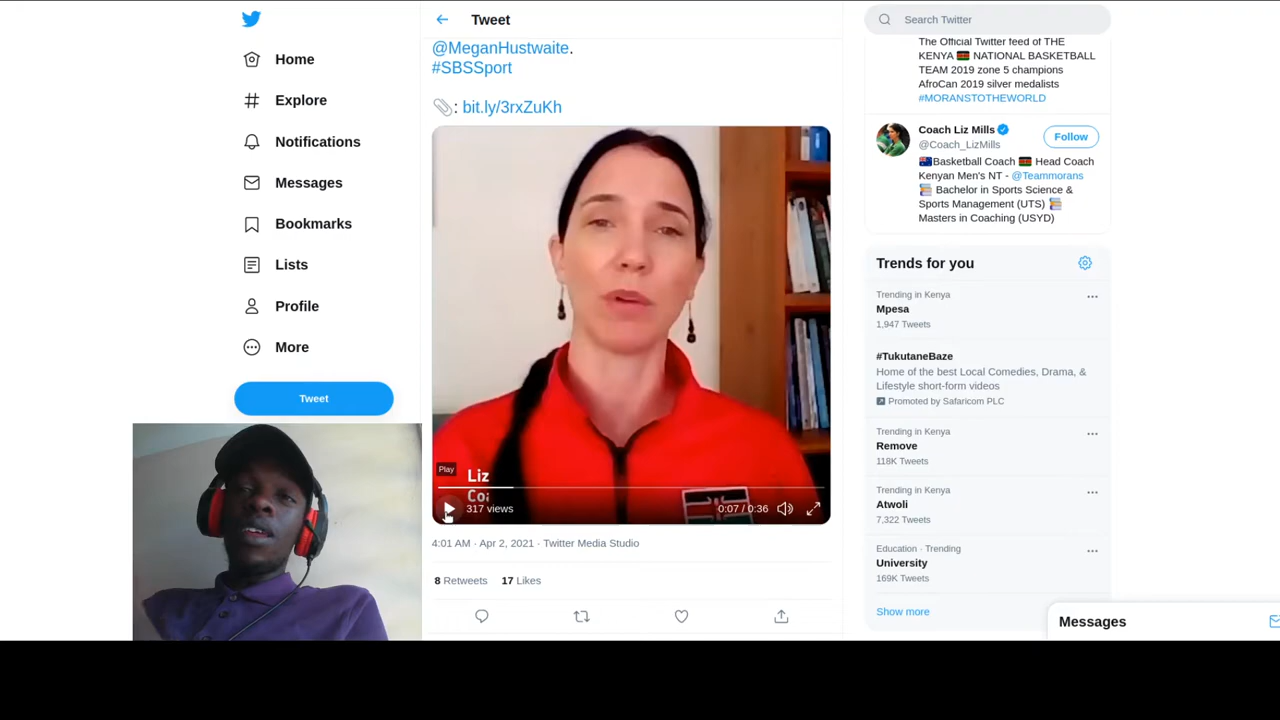 Home
Explore
Notifications
Messages
Bookmarks
Lists
Profile
More
Tweet
Tweet
@MeganHustwaite.
#SBSSport
📎: bit.ly/3rxZuKh
Play
Liz
Coa
317 views
0:07 / 0:36
4:01 AM · Apr 2, 2021 · Twitter Media Studio
8 Retweets 17 Likes
Search Twitter
The Official Twitter feed of THE
KENYA 🇰🇪 NATIONAL BASKETBALL
TEAM 2019 zone 5 champions
AfroCan 2019 silver medalists
#MORANSTOTHEWORLD
Coach Liz Mills
Follow
@Coach_LizMills
🇦🇺Basketball Coach 🇰🇪 Head Coach
Kenyan Men's NT - @Teammorans
📚 Bachelor in Sports Science &
Sports Management (UTS) 📚
Masters in Coaching (USYD)
Trends for you
Trending in Kenya
Mpesa
1,947 Tweets
#TukutaneBaze
Home of the best Local Comedies, Drama, &
Lifestyle short-form videos
Promoted by Safaricom PLC
Trending in Kenya
Remove
118K Tweets
Trending in Kenya
Atwoli
7,322 Tweets
Education · Trending
University
169K Tweets
Show more
Messages